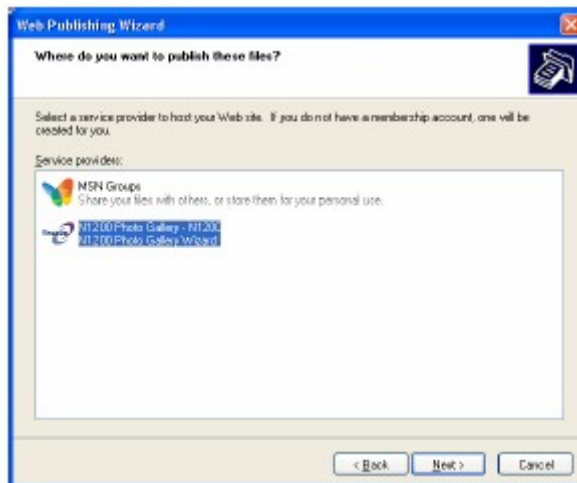 Web Publishing Wizard
Where do you want to publish these files?
Select a service provider to host your Web site. If you do not have a membership account, one will be
created for you.
Service providers:
MSN Groups
Share your files with others, or store them for your personal use.
N1200 Photo Gallery - N1200
N1200 Photo Gallery Wizard
< Back
Next >
Cancel